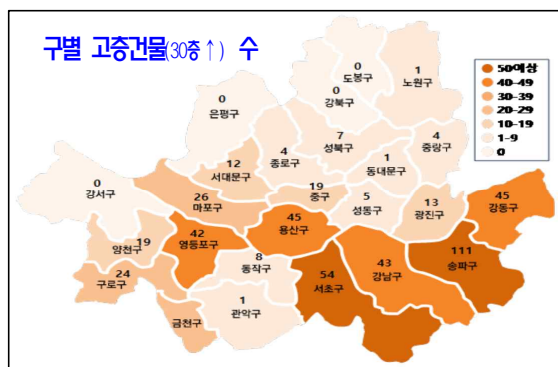 구별 고층건물(30층↑) 수
0
도봉구
1
노원구
0
강북구
0
은평구
7
성북구
4
중랑구
4
종로구
1
동대문구
12
서대문구
0
강서구
26
마포구
19
중구
5
성동구
13
광진구
45
강동구
19
양천구
42
영등포구
45
용산구
111
송파구
24
구로구
8
동작구
54
서초구
43
강남구
금천구
1
관악구
50이상
40-49
30-39
20-29
10-19
1-9
0